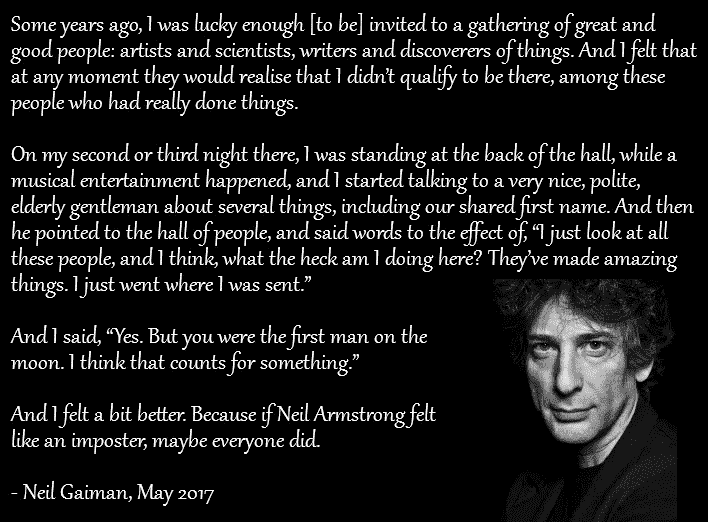 Some years ago, I was lucky enough [to be] invited to a gathering of great and
good people: artists and scientists, writers and discoverers of things. And I felt that
at any moment they would realise that I didn't qualify to be there, among these
people who had really done things.
On my second or third night there, I was standing at the back of the hall, while a
musical entertainment happened, and I started talking to a very nice, polite,
elderly gentleman about several things, including our shared first name. And then
he pointed to the hall of people, and said words to the effect of, “I just look at all
these people, and I think, what the heck am I doing here? They've made amazing
things. I just went where I was sent.”
And I said, “Yes. But you were the first man on the
moon. I think that counts for something.”
And I felt a bit better. Because if Neil Armstrong felt
like an imposter, maybe everyone did.
- Neil Gaiman, May 2017